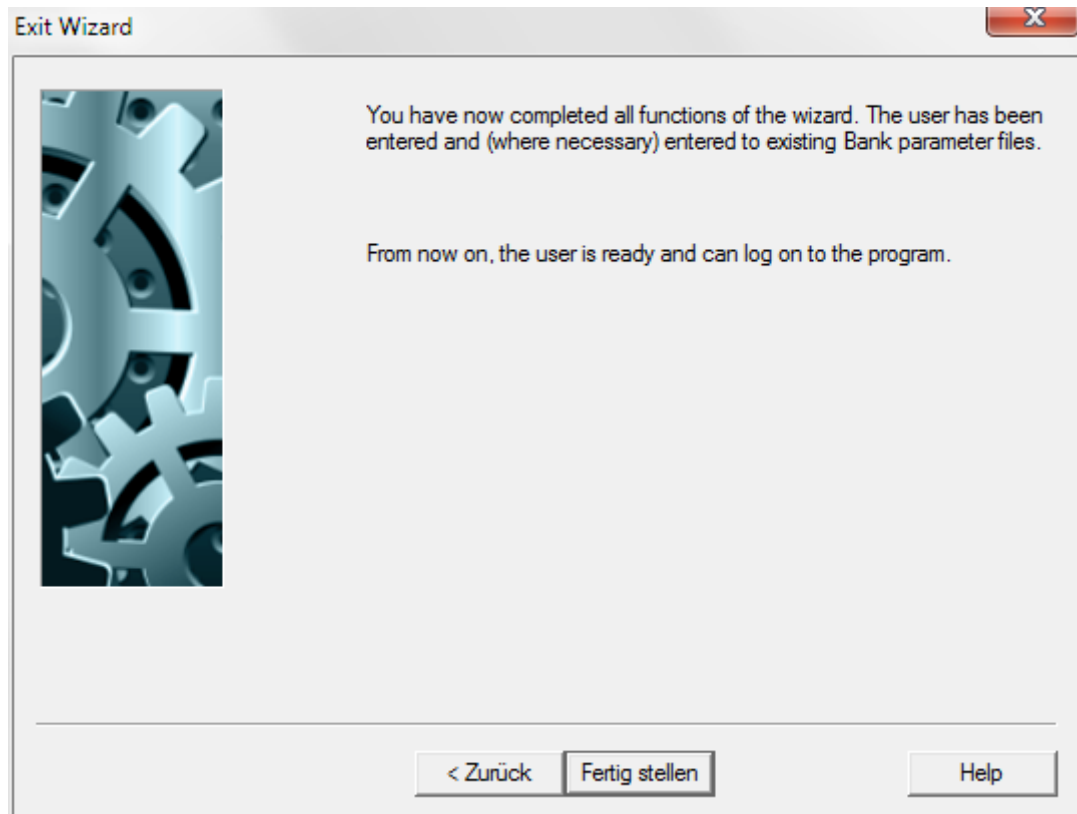 Exit Wizard
You have now completed all functions of the wizard. The user has been
entered and (where necessary) entered to existing Bank parameter files.
From now on, the user is ready and can log on to the program.
< Zurück
Fertig stellen
Help